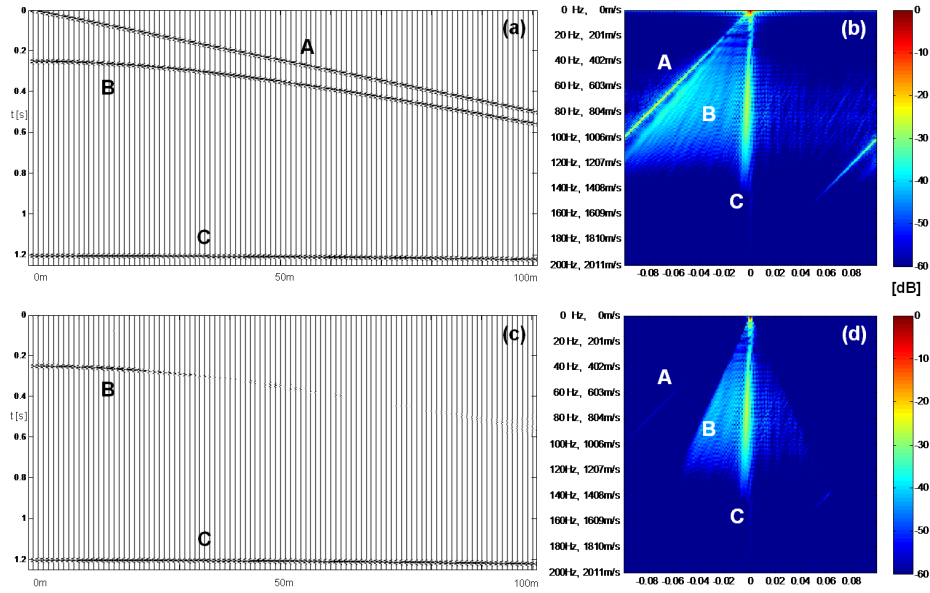 0
(a)
A
0.2
B
0.4
t [s]
0.6
0.8
1
C
1.2
0m
50m
100m
0 Hz, 0m/s
(b)
20 Hz, 201m/s
40 Hz, 402m/s
A
60 Hz, 603m/s
80 Hz, 804m/s
B
100Hz, 1006m/s
120Hz, 1207m/s
140Hz, 1408m/s
C
160Hz, 1609m/s
180Hz, 1810m/s
200Hz, 2011m/s
-0.08 -0.06 -0.04 -0.02 0 0.02 0.04 0.06 0.08
0
-10
-20
-30
-40
-50
-60
[dB]
0
(c)
0.2
B
0.4
t [s]
0.6
0.8
1
C
1.2
0m
50m
100m
0 Hz, 0m/s
(d)
20 Hz, 201m/s
40 Hz, 402m/s
A
60 Hz, 603m/s
80 Hz, 804m/s
B
100Hz, 1006m/s
120Hz, 1207m/s
140Hz, 1408m/s
C
160Hz, 1609m/s
180Hz, 1810m/s
200Hz, 2011m/s
-0.08 -0.06 -0.04 -0.02 0 0.02 0.04 0.06 0.08
0
-10
-20
-30
-40
-50
-60